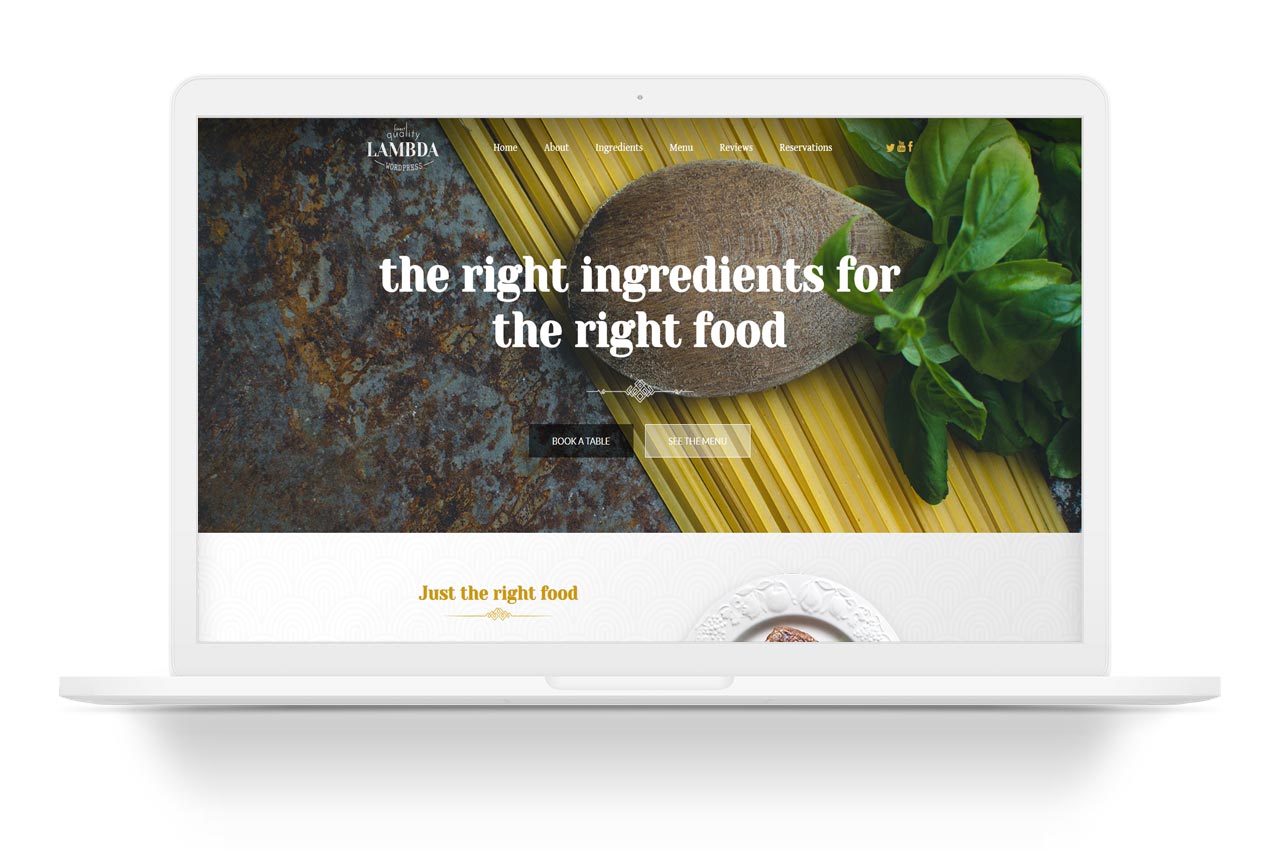 finest
quality
LAMBDA
WORDPRESS
Home About Ingredients Menu Reviews Reservations
the right ingredients for
the right food
BOOK A TABLE SEE THE MENU
Just the right food